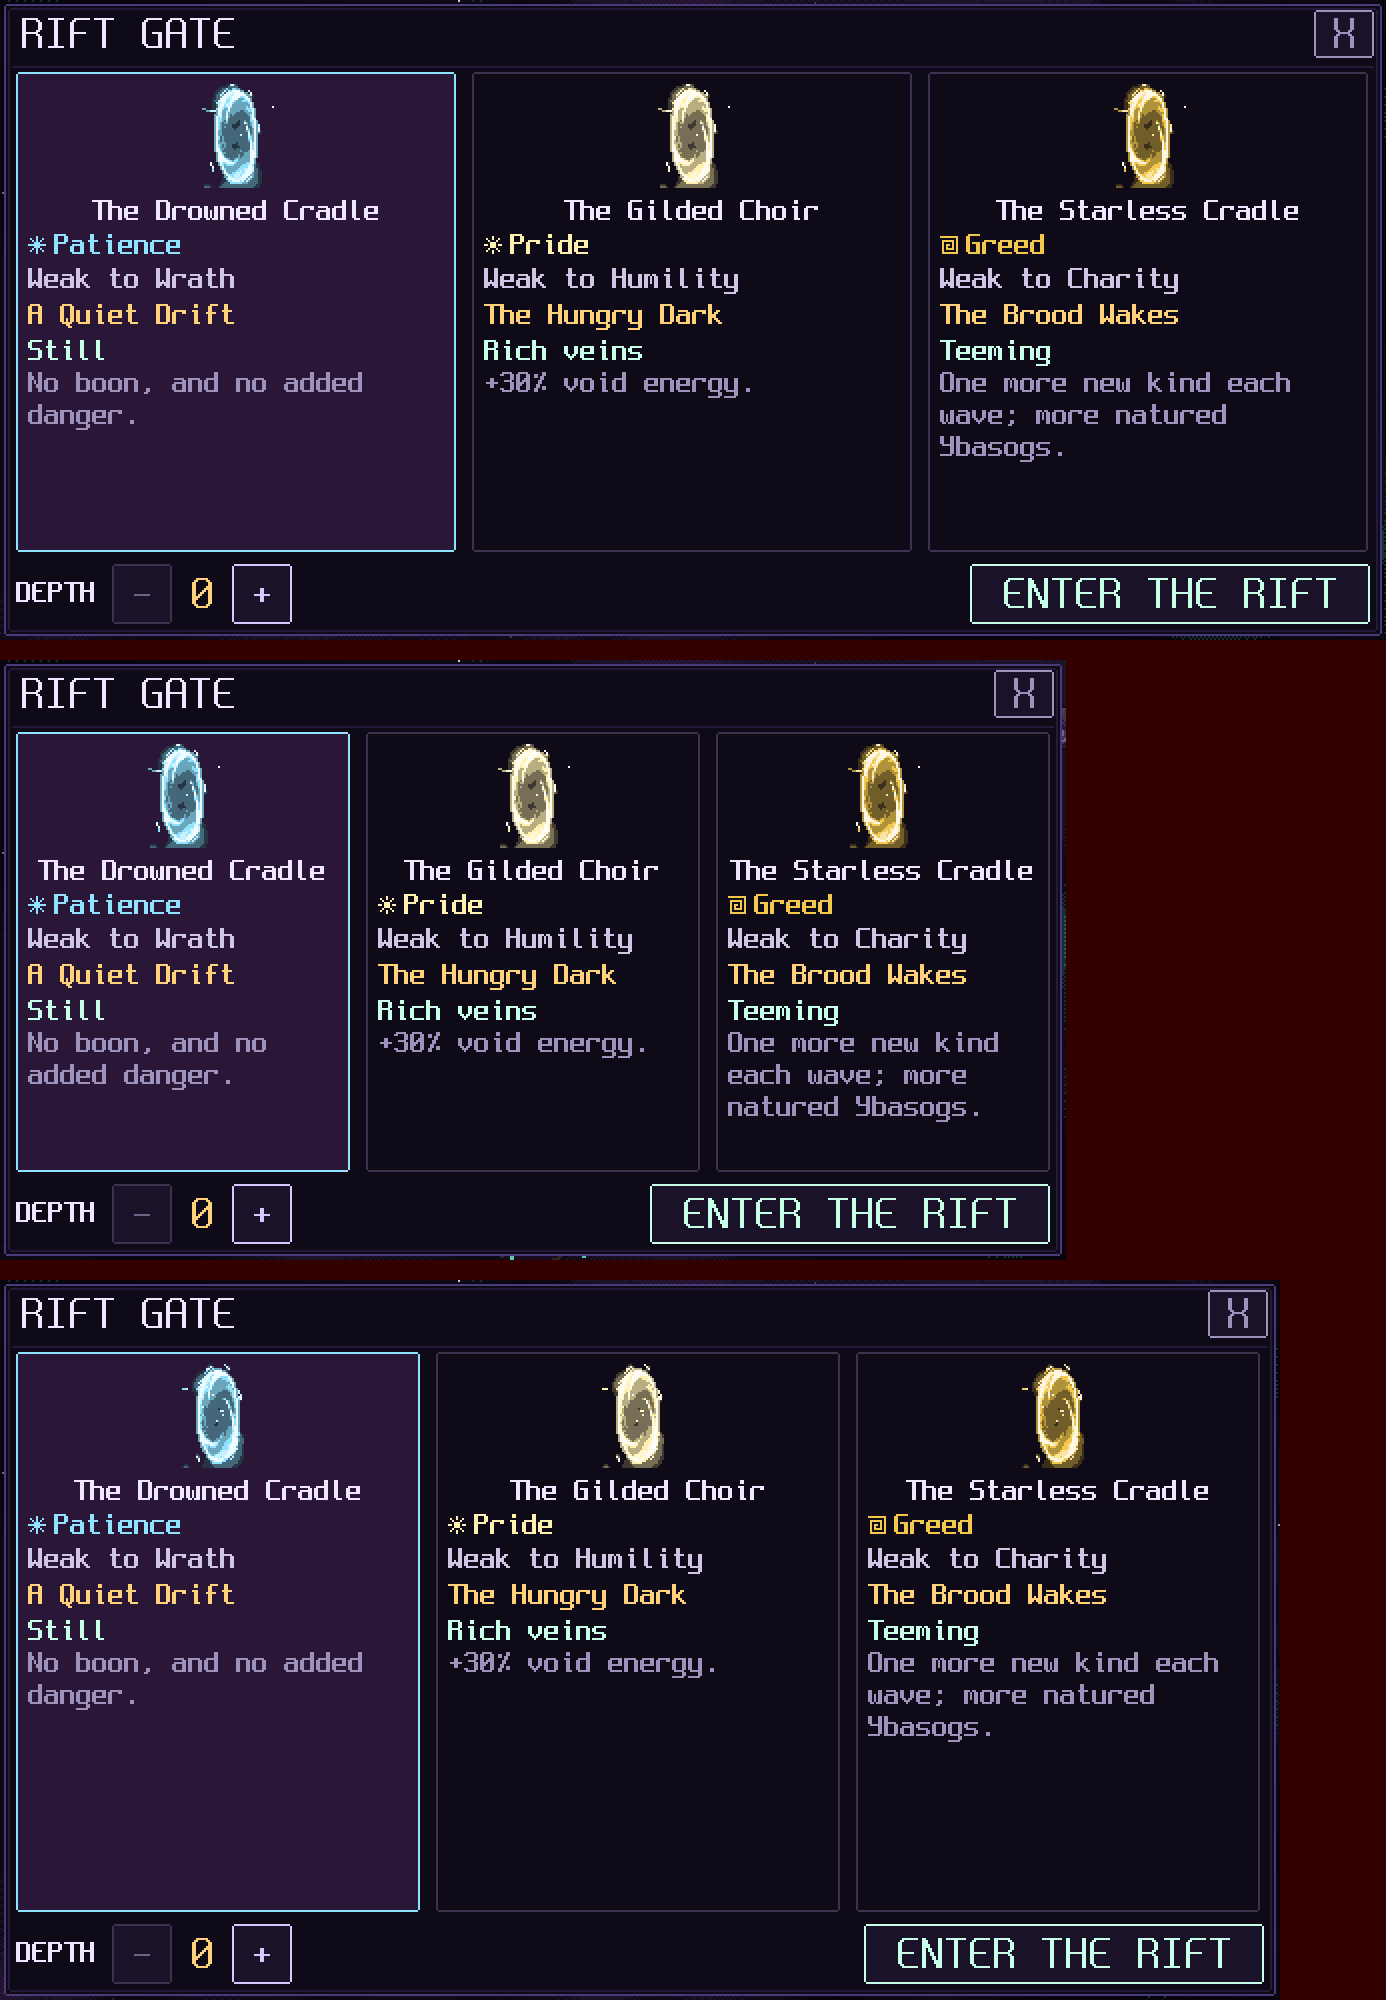 RIFT GATE
X
The Drowned Cradle
Patience
Weak to Wrath
A Quiet Drift
Still
No boon, and no added
danger.
The Gilded Choir
Pride
Weak to Humility
The Hungry Dark
Rich veins
+30% void energy.
The Starless Cradle
Greed
Weak to Charity
The Brood Wakes
Teeming
One more new kind each
wave; more natured
Ybasogs.
DEPTH − 0 +
ENTER THE RIFT
RIFT GATE
X
The Drowned Cradle
Patience
Weak to Wrath
A Quiet Drift
Still
No boon, and no
added danger.
The Gilded Choir
Pride
Weak to Humility
The Hungry Dark
Rich veins
+30% void energy.
The Starless Cradle
Greed
Weak to Charity
The Brood Wakes
Teeming
One more new kind
each wave; more
natured Ybasogs.
DEPTH − 0 +
ENTER THE RIFT
RIFT GATE
X
The Drowned Cradle
Patience
Weak to Wrath
A Quiet Drift
Still
No boon, and no added
danger.
The Gilded Choir
Pride
Weak to Humility
The Hungry Dark
Rich veins
+30% void energy.
The Starless Cradle
Greed
Weak to Charity
The Brood Wakes
Teeming
One more new kind each
wave; more natured
Ybasogs.
DEPTH − 0 +
ENTER THE RIFT